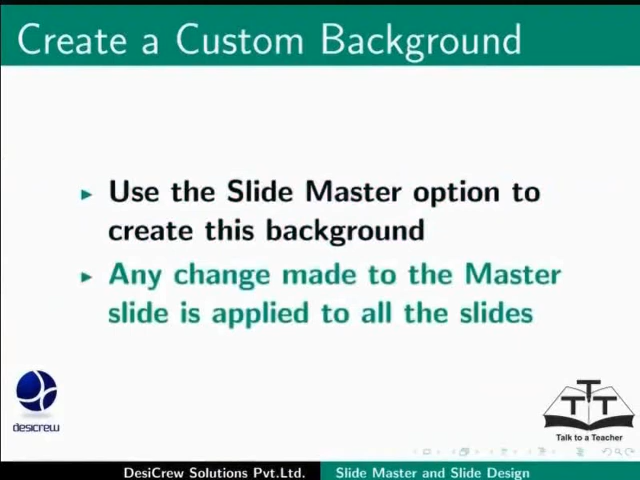 Create a Custom Background
Use the Slide Master option to
create this background
Any change made to the Master
slide is applied to all the slides
desicrew
T T T
Talk to a Teacher
DesiCrew Solutions Pvt.Ltd.
Slide Master and Slide Design